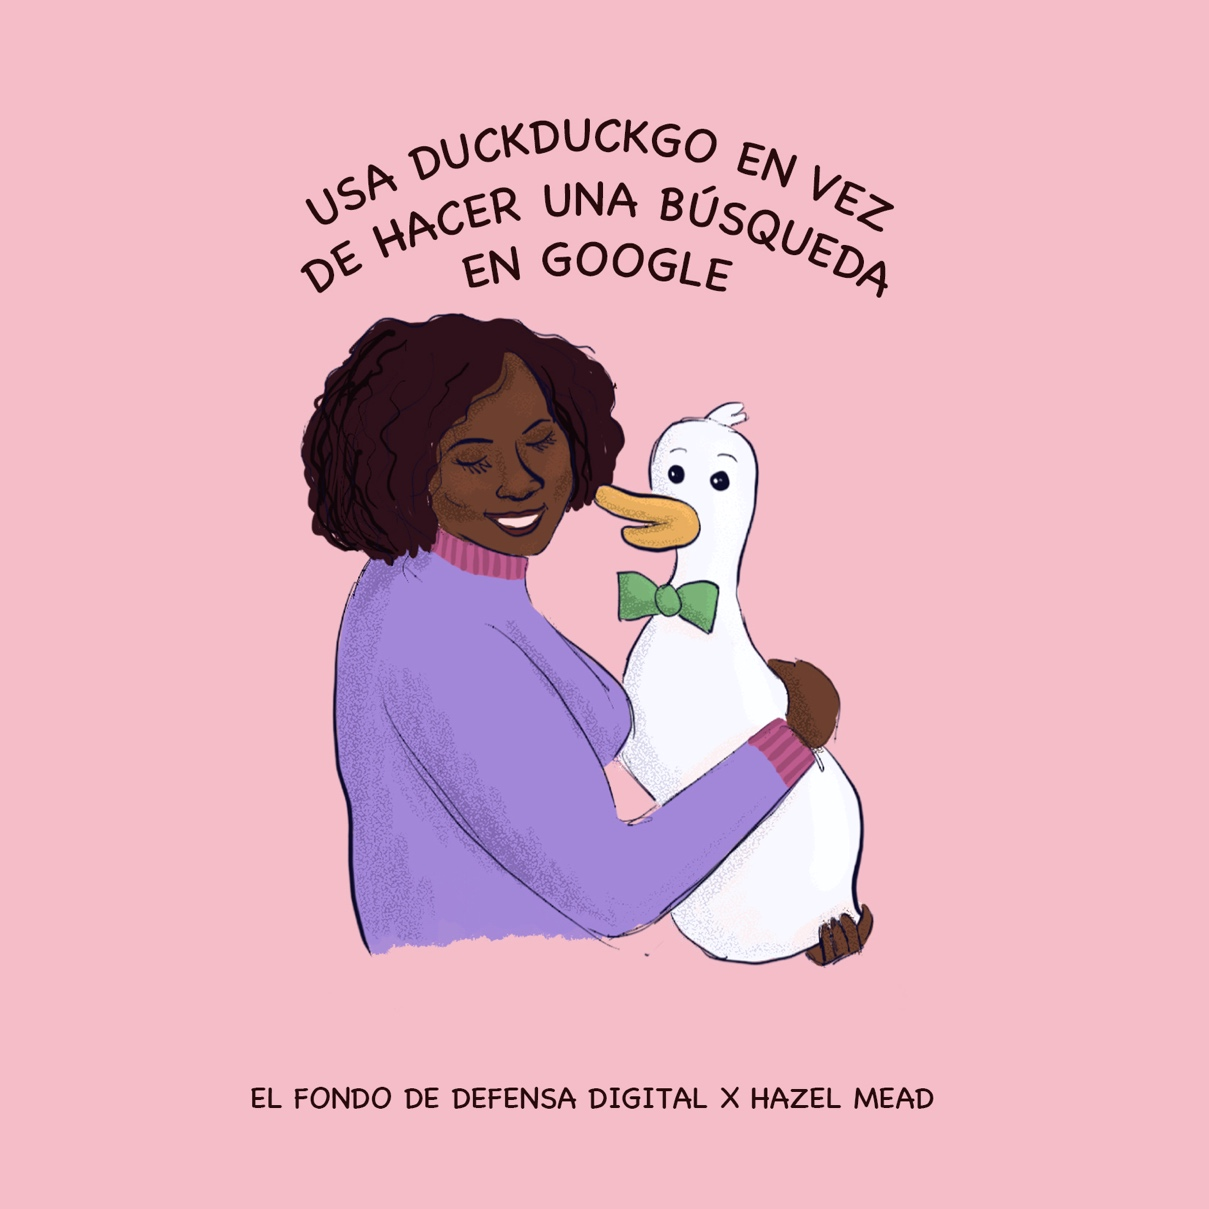 USA DUCKDUCKGO EN VEZ
DE HACER UNA BÚSQUEDA
EN GOOGLE
EL FONDO DE DEFENSA DIGITAL X HAZEL MEAD